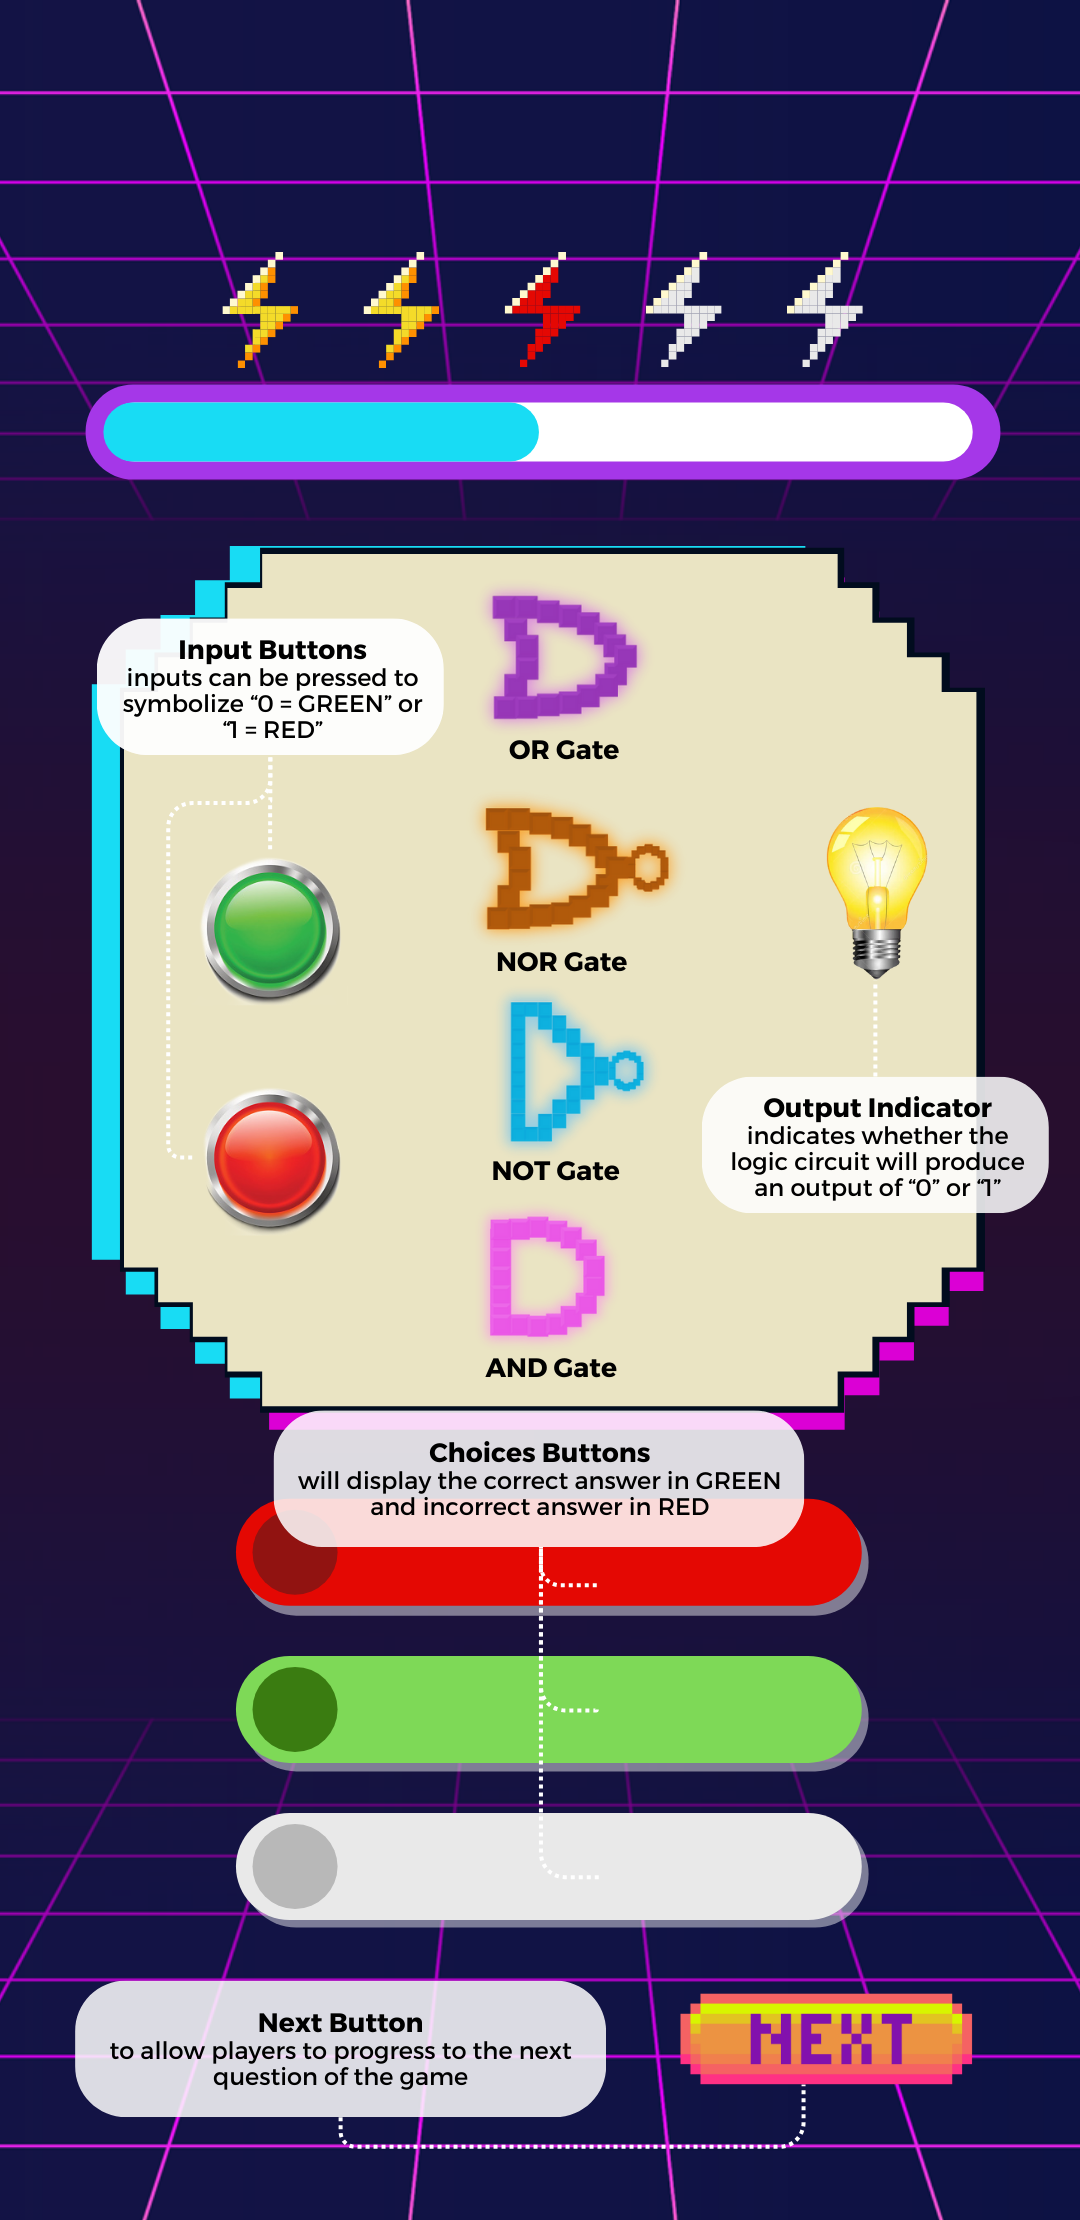 Input Buttons
inputs can be pressed to
symbolize “0 = GREEN” or
“1 = RED”
OR Gate
NOR Gate
NOT Gate
AND Gate
Output Indicator
indicates whether the
logic circuit will produce
an output of “0” or “1”
Choices Buttons
will display the correct answer in GREEN
and incorrect answer in RED
Next Button
to allow players to progress to the next
question of the game
NEXT